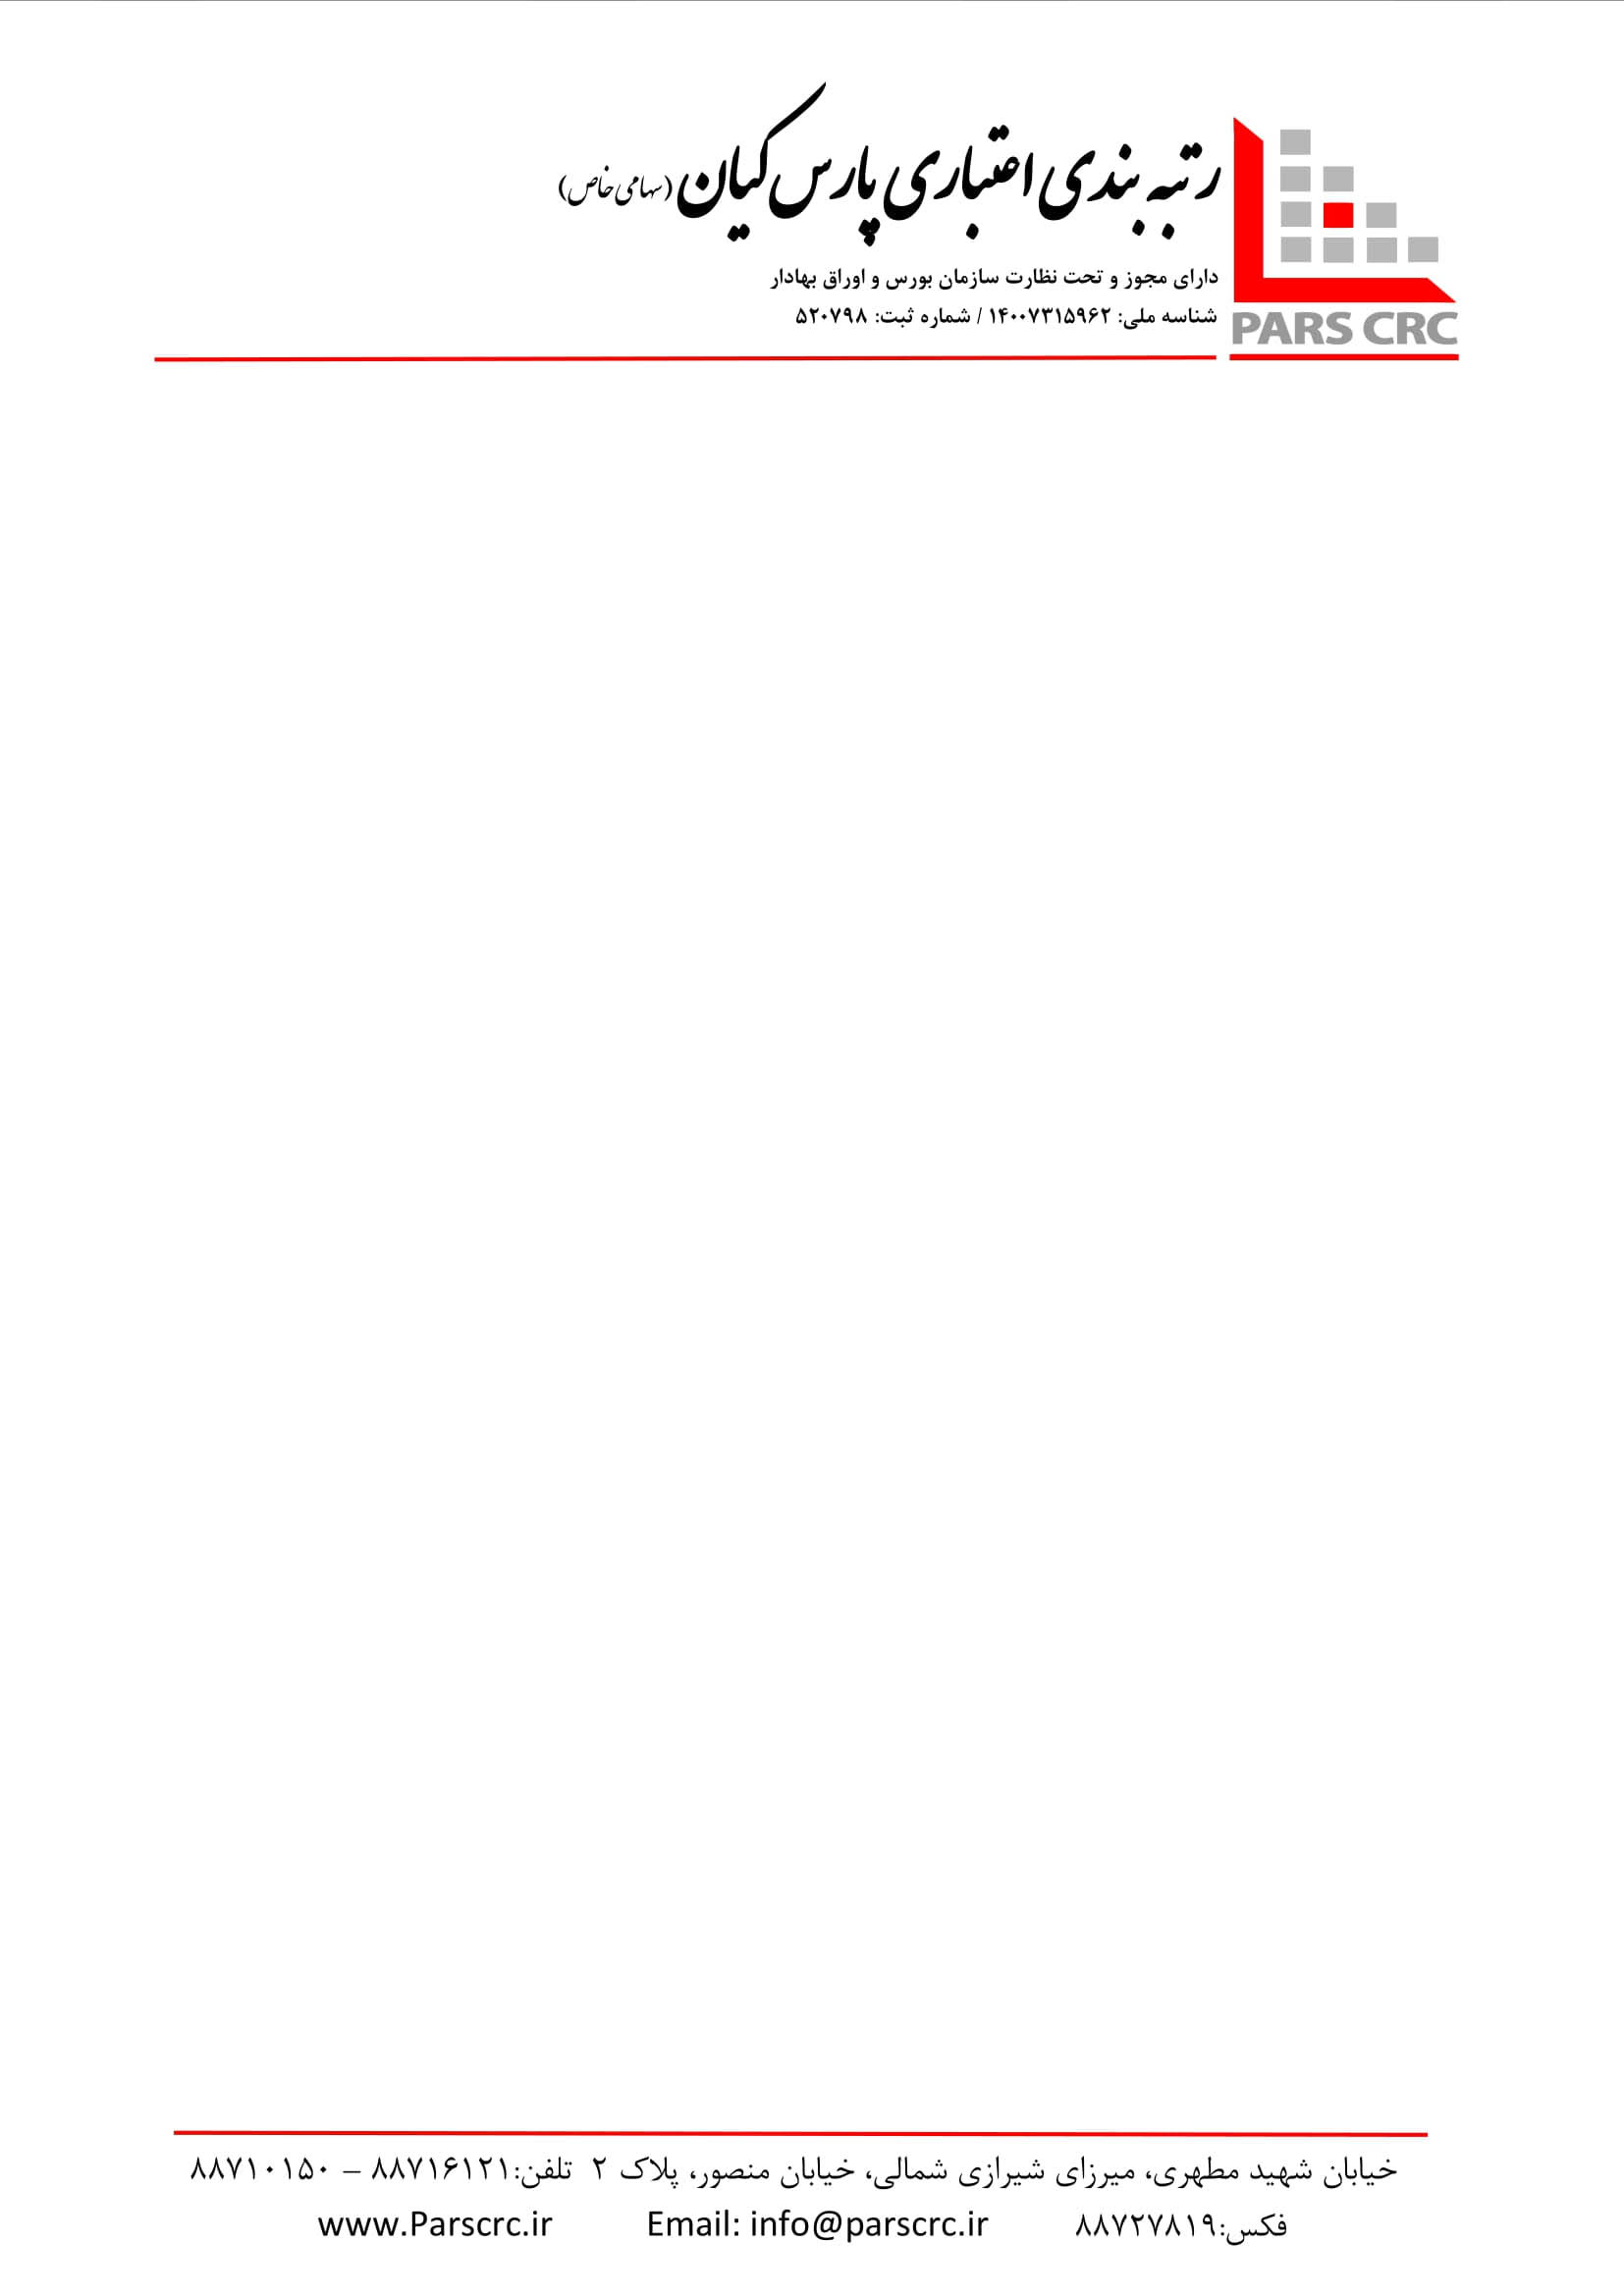 رتبه بندی اعتباری پارس کیان (سهامی خاص)
دارای مجوز و تحت نظارت سازمان بورس و اوراق بهادار
شناسه ملی: ۱۴۰۰۷۳۱۵۹۶۲ / شماره ثبت: ۵۲۰۷۹۸
PARS CRC
خیابان شهید مطهری، میرزای شیرازی شمالی، خیابان منصور، پلاک ۲ تلفن:۸۸۷۱۶۱۲۱ – ۸۸۷۱۰۱۵۰
فکس:۸۸۷۲۷۸۱۹ Email: info@parscrc.ir www.Parscrc.ir